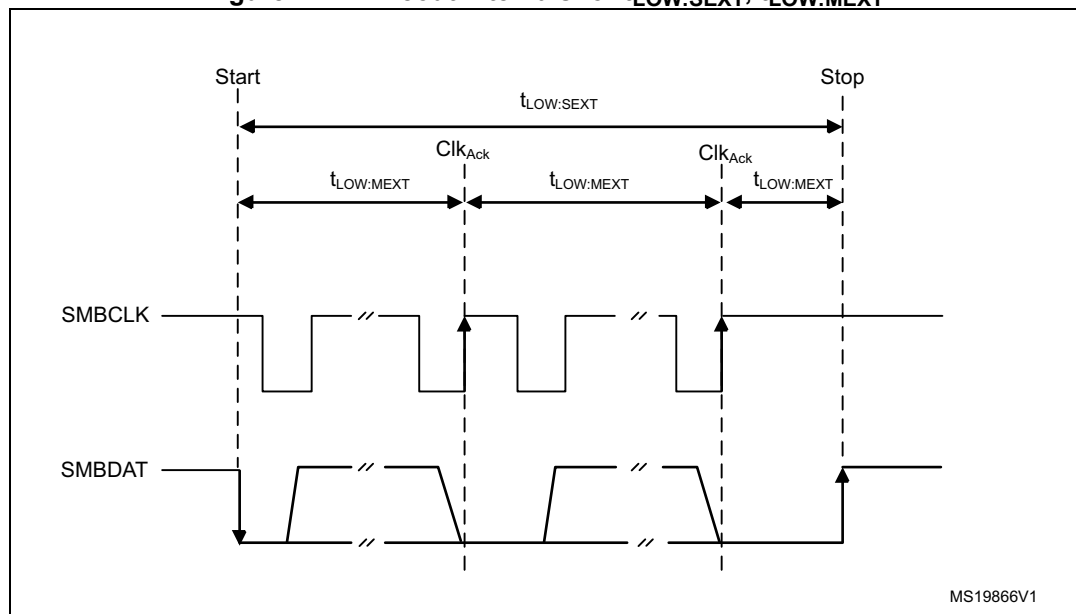 Start
Stop
tLOW:SEXT
ClkAck
ClkAck
tLOW:MEXT
tLOW:MEXT
tLOW:MEXT
SMBCLK
SMBDAT
MS19866V1